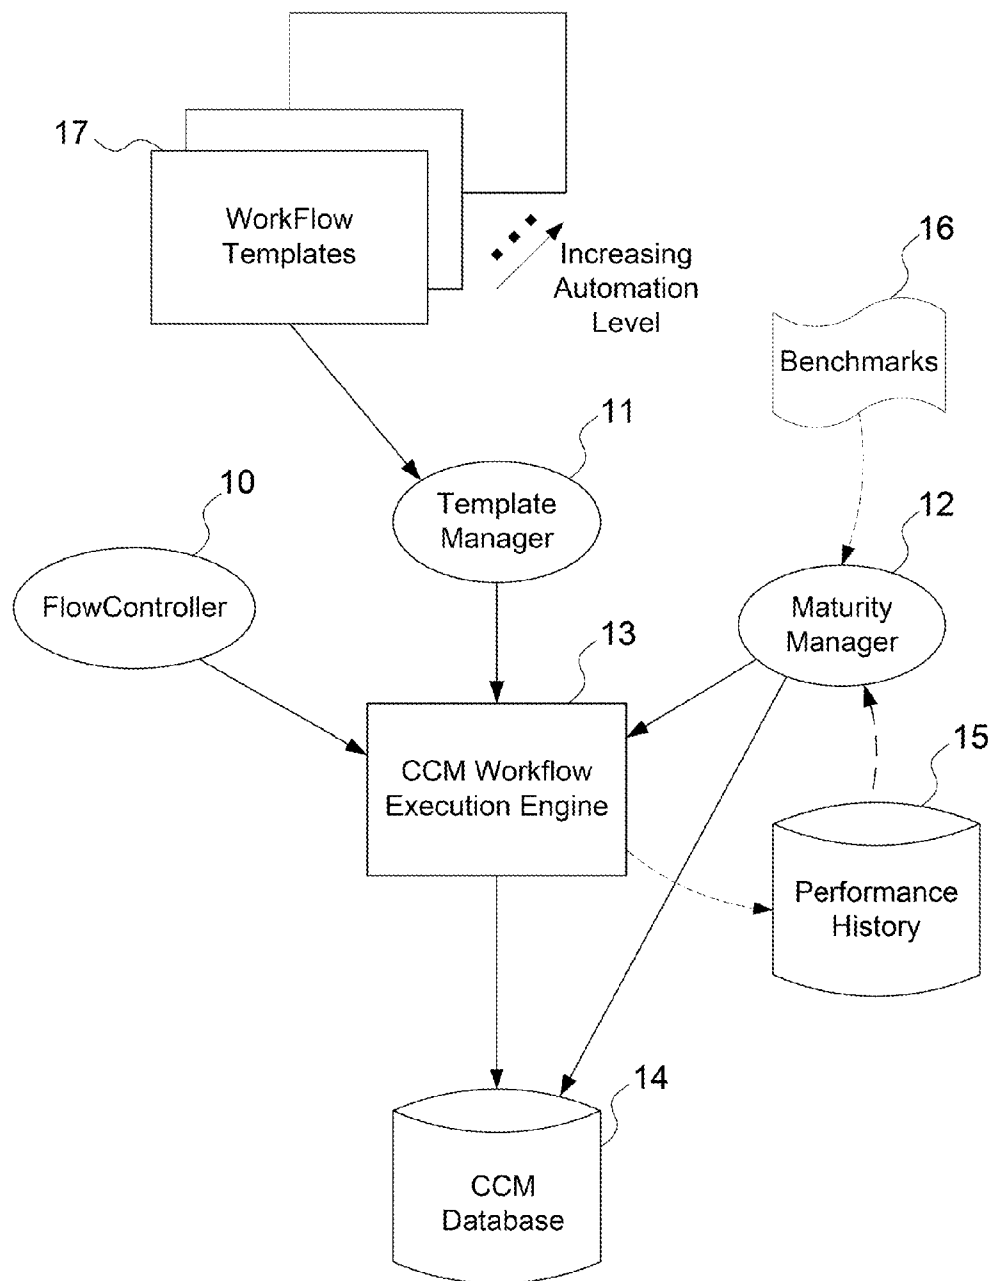 17
WorkFlow
Templates
Increasing
Automation
Level
16
Benchmarks
11
Template
Manager
10
FlowController
12
Maturity
Manager
13
CCM Workflow
Execution Engine
15
Performance
History
14
CCM
Database